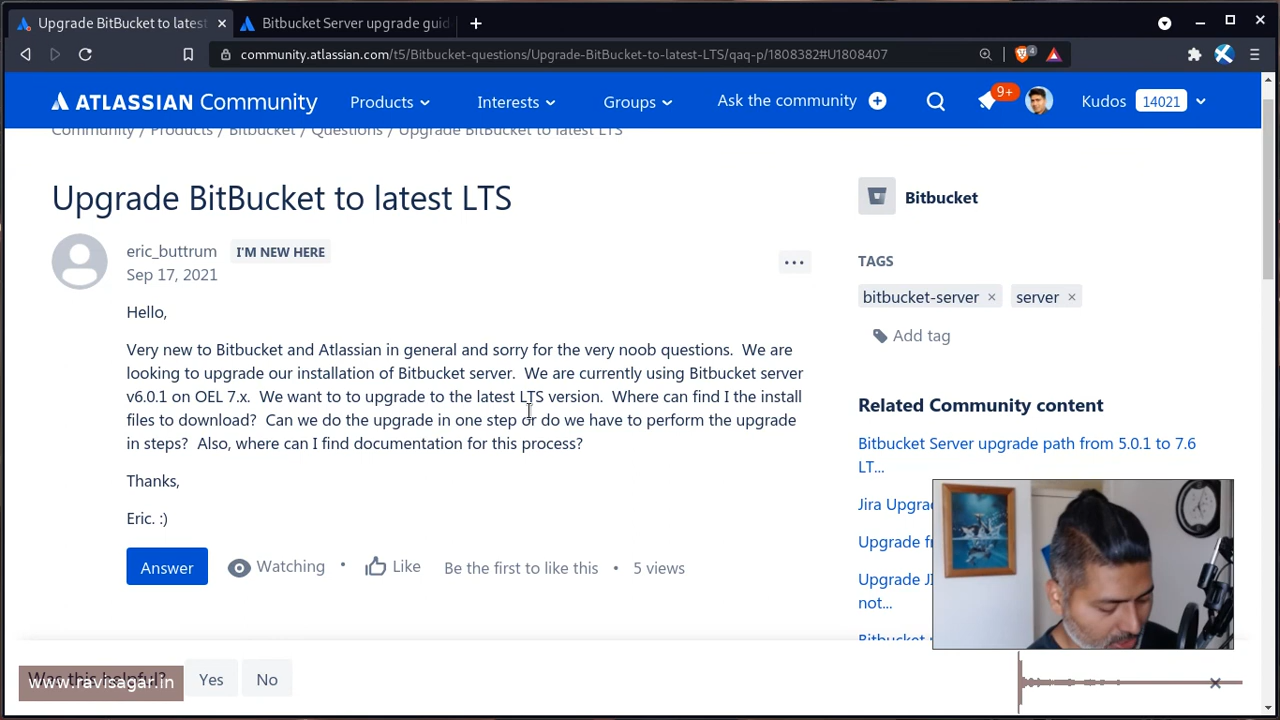 Upgrade BitBucket to latest
Bitbucket Server upgrade guid
community.atlassian.com/t5/Bitbucket-questions/Upgrade-BitBucket-to-latest-LTS/qaq-p/1808382#U1808407
4
ATLASSIAN Community
Products
Interests
Groups
Ask the community
9+
Kudos
14021
Community / Products / Bitbucket / Questions / Upgrade BitBucket to latest LTS
Upgrade BitBucket to latest LTS
eric_buttrum
I'M NEW HERE
Sep 17, 2021
Hello,
Very new to Bitbucket and Atlassian in general and sorry for the very noob questions. We are
looking to upgrade our installation of Bitbucket server. We are currently using Bitbucket server
v6.0.1 on OEL 7.x. We want to to upgrade to the latest LTS version. Where can find I the install
files to download? Can we do the upgrade in one step or do we have to perform the upgrade
in steps? Also, where can I find documentation for this process?
Thanks,
Eric. :)
Answer
Watching
Like
Be the first to like this
5 views
Bitbucket
TAGS
bitbucket-server ×
server ×
Add tag
Related Community content
Bitbucket Server upgrade path from 5.0.1 to 7.6
LT...
Jira Upgra
Upgrade f
Upgrade J
not...
Bitbucket
Was this helpful?
Yes
No
www.ravisagar.in